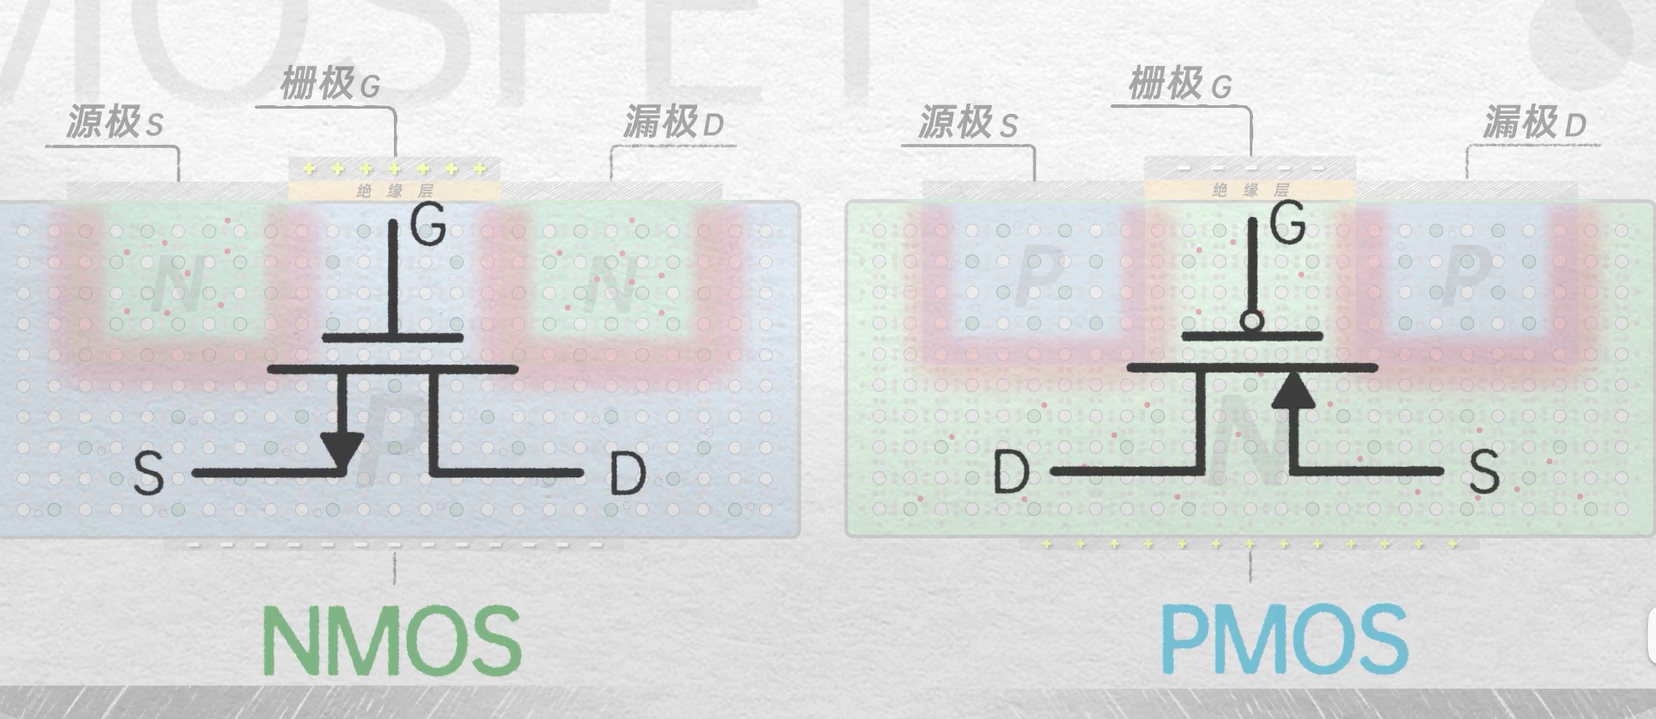 MOSFET
栅极G
栅极G
源极S
漏极D
源极S
漏极D
+ + + + + + +
- - - - - -
绝缘层
绝缘层
G
G
N
N
P
P
P
N
S
D
D
S
NMOS
PMOS